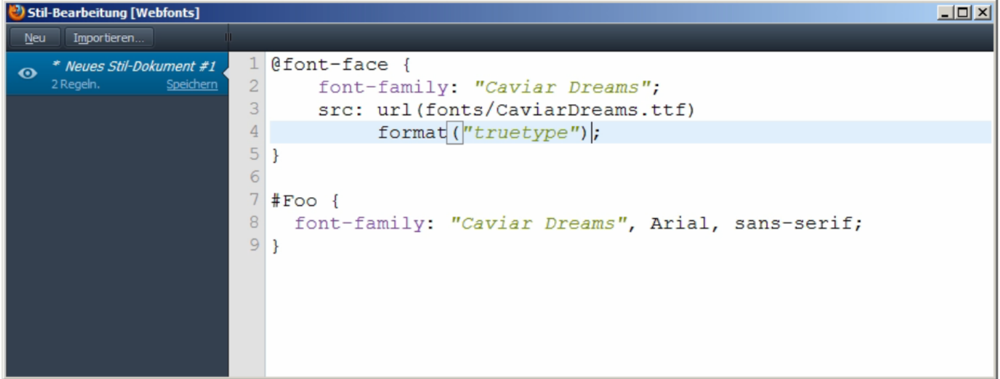 Stil-Bearbeitung [Webfonts]
Neu Importieren...
* Neues Stil-Dokument #1
2 Regeln. Speichern
1 @font-face {
2     font-family: "Caviar Dreams";
3     src: url(fonts/CaviarDreams.ttf)
4          format("truetype");
5 }
6
7 #Foo {
8   font-family: "Caviar Dreams", Arial, sans-serif;
9 }